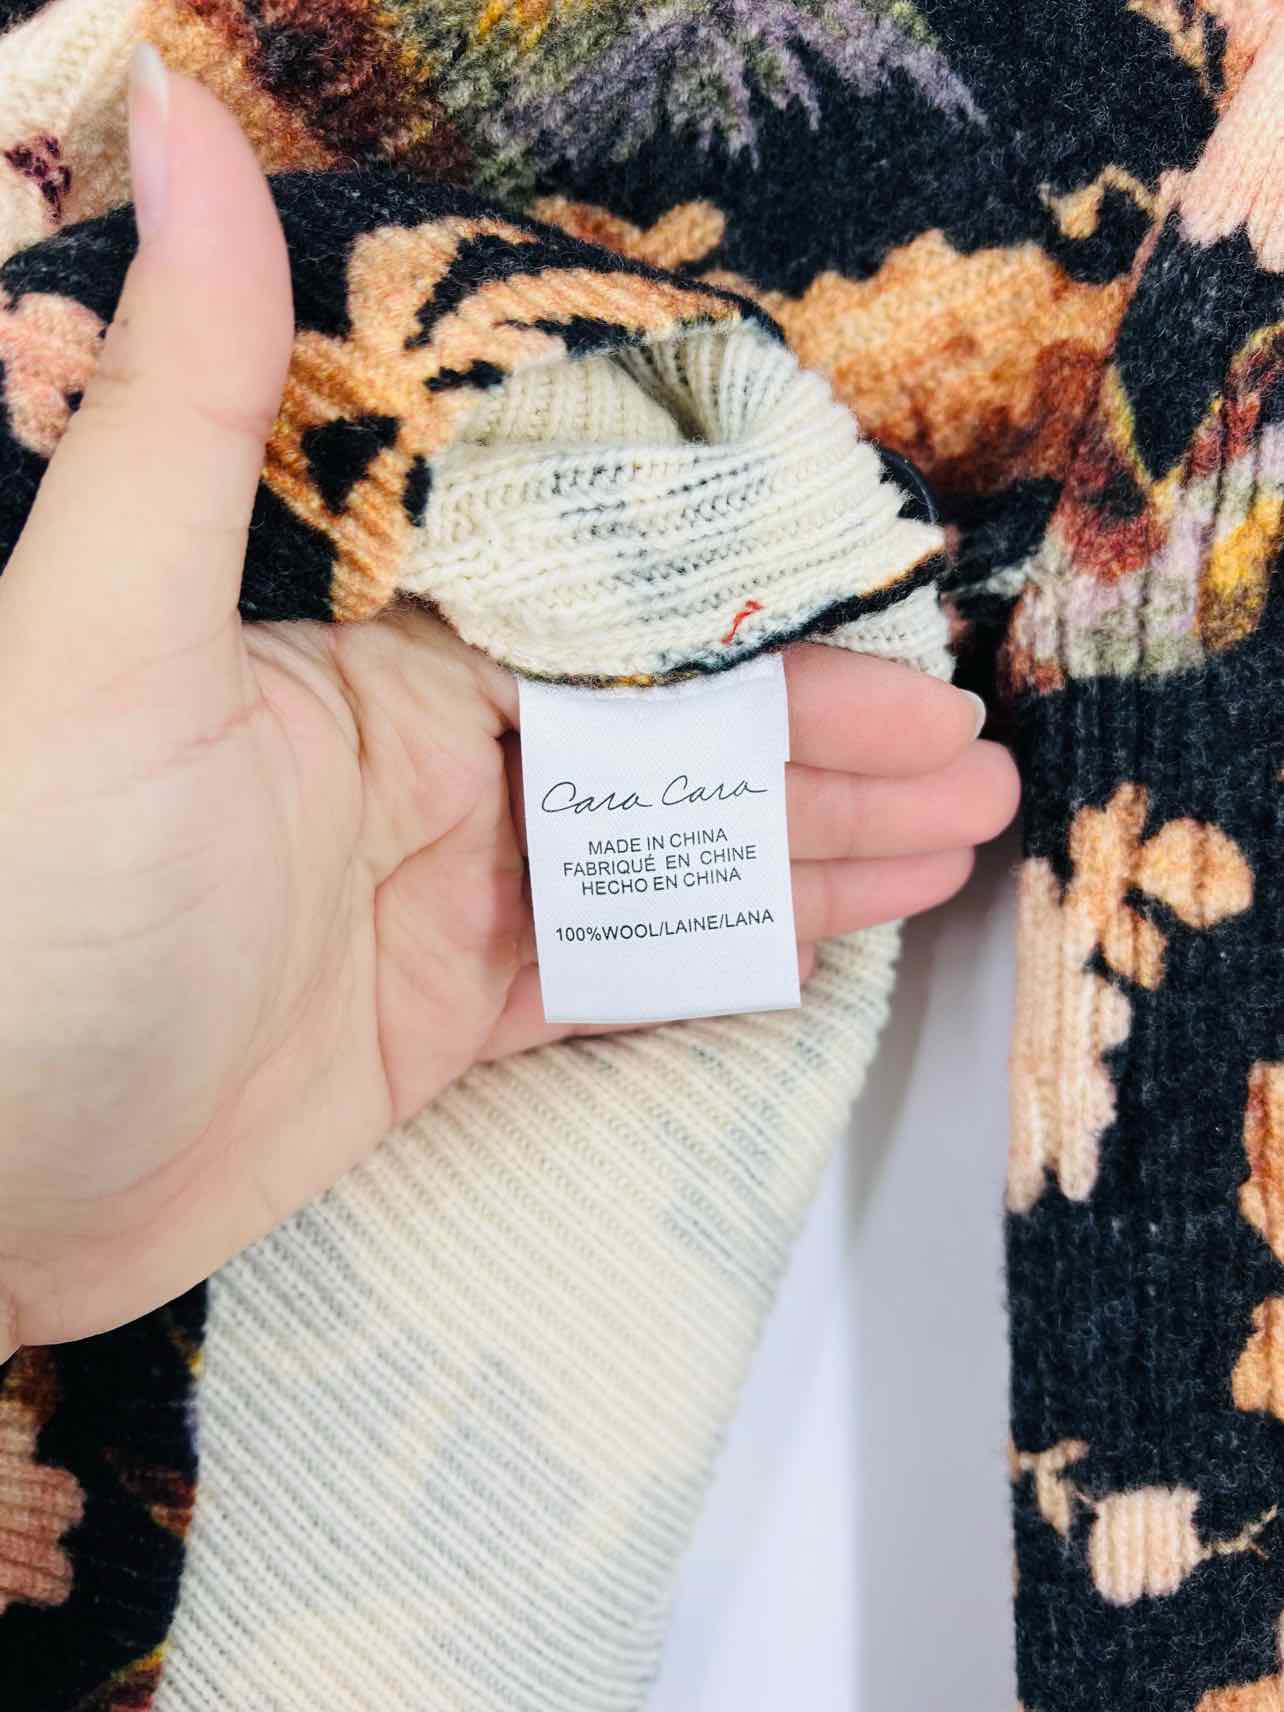 Cara Cara
MADE IN CHINA
FABRIQUÉ EN CHINE
HECHO EN CHINA
100%WOOL/LAINE/LANA